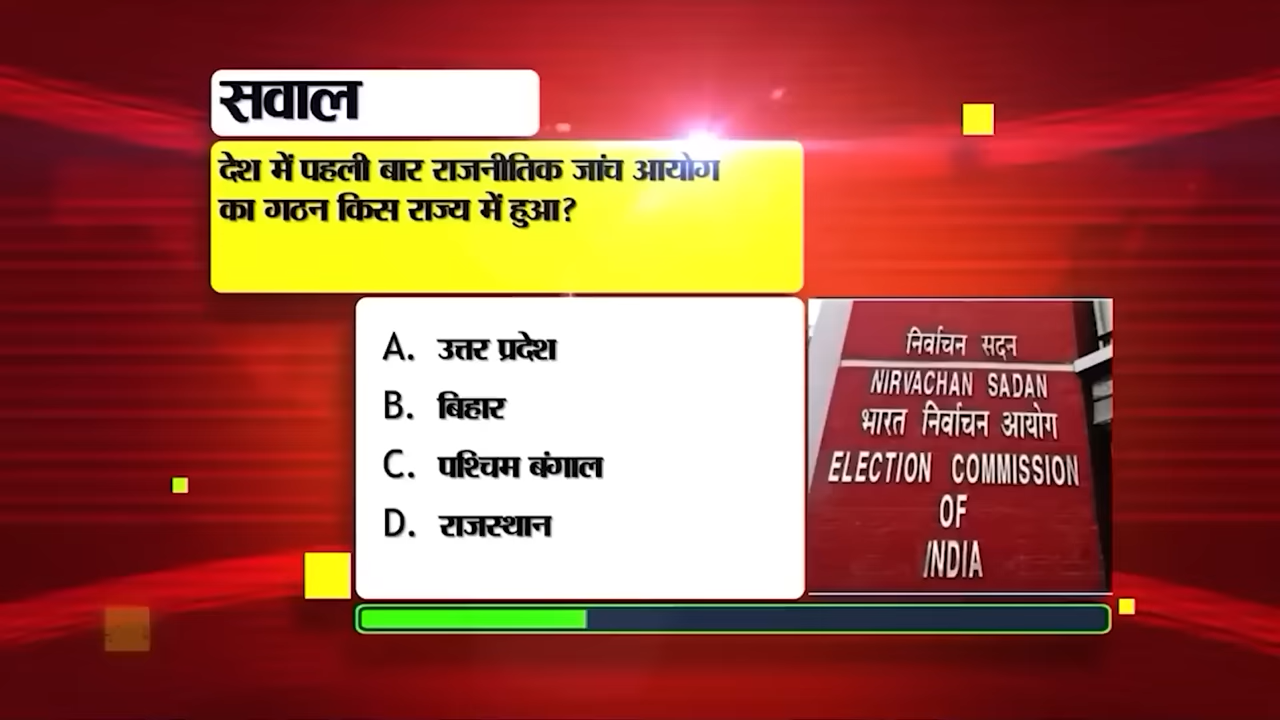 सवाल
देश में पहली बार राजनीतिक जांच आयोग
का गठन किस राज्य में हुआ?
A. उत्तर प्रदेश
B. बिहार
C. पश्चिम बंगाल
D. राजस्थान
निर्वाचन सदन
NIRVACHAN SADAN
भारत निर्वाचन आयोग
ELECTION COMMISSION
OF
INDIA